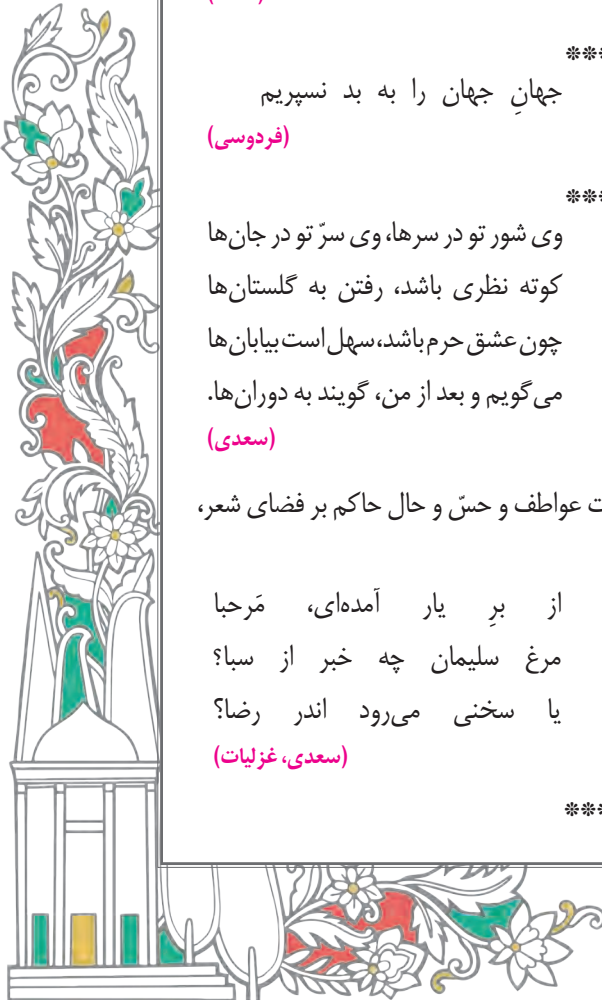 ***
جهانِ جهان را به بد نسپریم
(فردوسی)
***
وی شور تو در سرها، وی سرّ تو در جان‌ها
کوته نظری باشد، رفتن به گلستان‌ها
چون عشق حرم باشد، سهل است بیابان‌ها
می‌گویم و بعد از من، گویند به دوران‌ها.
(سعدی)
ت عواطف و حسّ و حال حاکم بر فضای شعر،
از برِ یار آمده‌ای، مَرحبا
مرغ سلیمان چه خبر از سبا؟
یا سخنی می‌رود اندر رضا؟
(سعدی، غزلیات)
***